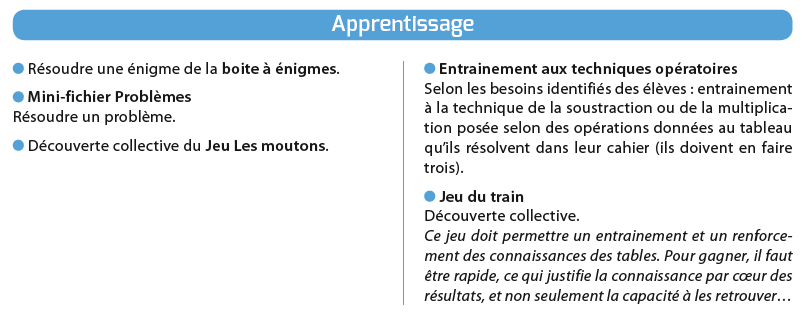 Apprentissage
● Résoudre une énigme de la boite à énigmes.
● Mini-fichier Problèmes
Résoudre un problème.
● Découverte collective du Jeu Les moutons.
● Entrainement aux techniques opératoires
Selon les besoins identifiés des élèves : entrainement
à la technique de la soustraction ou de la multiplica-
tion posée selon des opérations données au tableau
qu’ils résolvent dans leur cahier (ils doivent en faire
trois).
● Jeu du train
Découverte collective.
Ce jeu doit permettre un entrainement et un renforce-
ment des connaissances des tables. Pour gagner, il faut
être rapide, ce qui justifie la connaissance par cœur des
résultats, et non seulement la capacité à les retrouver…